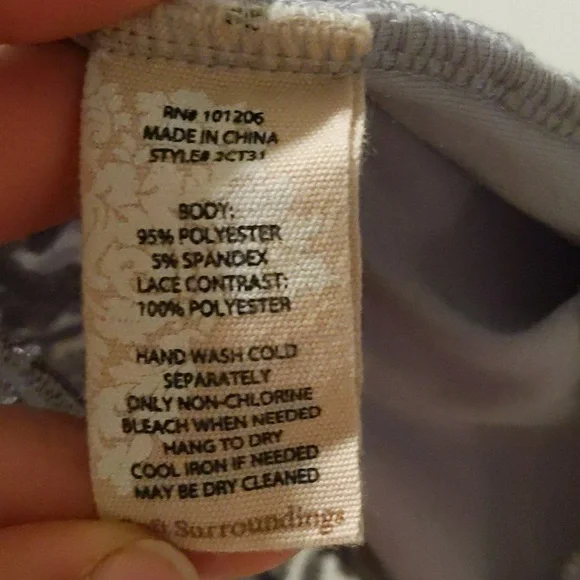 RN# 101206
MADE IN CHINA
STYLE# 2CT31
BODY:
95% POLYESTER
5% SPANDEX
LACE CONTRAST:
100% POLYESTER
HAND WASH COLD
SEPARATELY
ONLY NON-CHLORINE
BLEACH WHEN NEEDED
HANG TO DRY
COOL IRON IF NEEDED
MAY BE DRY CLEANED
Soft Surroundings